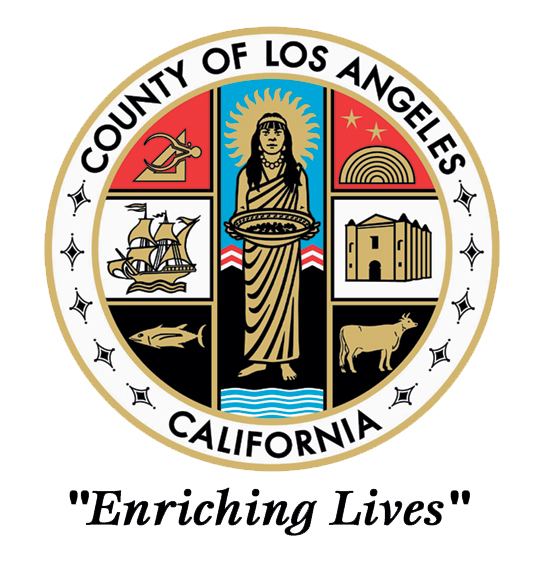 COUNTY OF LOS ANGELES
CALIFORNIA
"Enriching Lives"